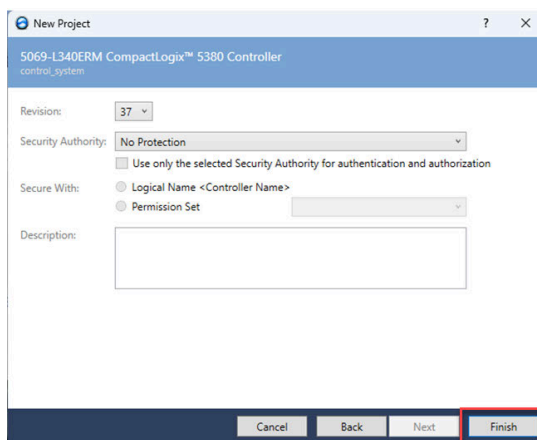 New Project
5069-L340ERM CompactLogix™ 5380 Controller
control_system
Revision: 37
Security Authority: No Protection
Use only the selected Security Authority for authentication and authorization
Secure With: Logical Name <Controller Name>
Permission Set
Description:
Cancel Back Next Finish